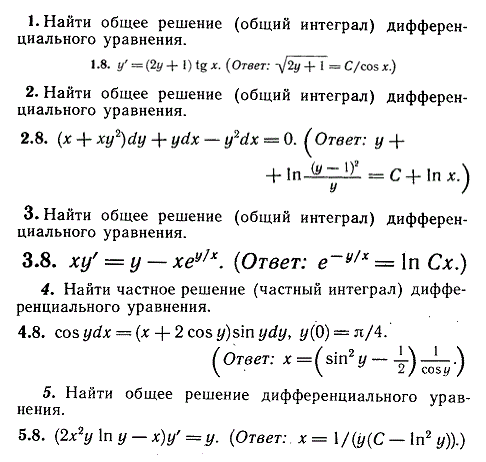 1. Найти общее решение (общий интеграл) дифферен-
циального уравнения.
1.8. y′ = (2y + 1) tg x. (Ответ: √(2y + 1) = C/cos x.)
2. Найти общее решение (общий интеграл) дифферен-
циального уравнения.
2.8. (x + xy²)dy + ydx − y²dx = 0. (Ответ: y +
+ ln (y − 1)²/y = C + ln x.)
3. Найти общее решение (общий интеграл) дифферен-
циального уравнения.
3.8. xy′ = y − xe^{y/x}. (Ответ: e^{−y/x} = ln Cx.)
4. Найти частное решение (частный интеграл) диффе-
ренциального уравнения.
4.8. cos ydx = (x + 2 cos y)sin ydy, y(0) = π/4.
(Ответ: x = (sin² y − 1/2) 1/cos y.)
5. Найти общее решение дифференциального урав-
нения.
5.8. (2x²y ln y − x)y′ = y. (Ответ: x = 1/(y(C − ln² y)).)